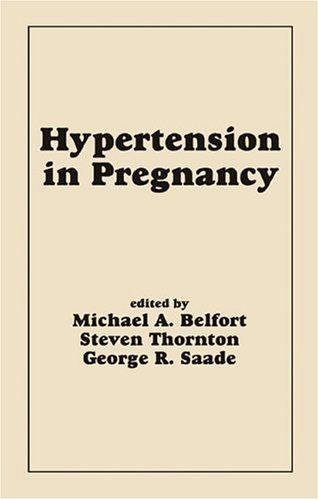 Hypertension
in Pregnancy
edited by
Michael A. Belfort
Steven Thornton
George R. Saade